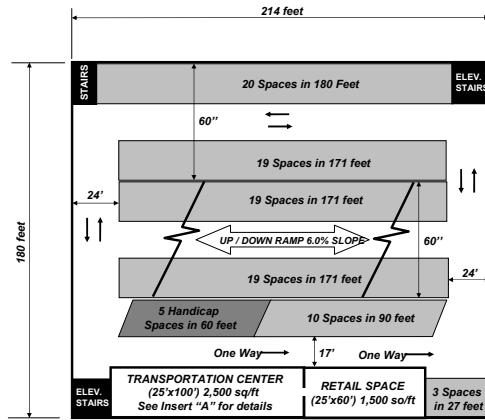 214 feet
STAIRS
20 Spaces in 180 Feet
ELEV.
STAIRS
60’’
19 Spaces in 171 feet
24’
19 Spaces in 171 feet
180 feet
UP / DOWN RAMP 6.0% SLOPE
60’’
19 Spaces in 171 feet
24’
5 Handicap
Spaces in 60 feet
10 Spaces in 90 feet
One Way
17’
One Way
ELEV.
STAIRS
TRANSPORTATION CENTER
(25’x100’) 2,500 sq/ft
See Insert “A” for details
RETAIL SPACE
(25’x60’) 1,500 so/ft
3 Spaces
in 27 feet